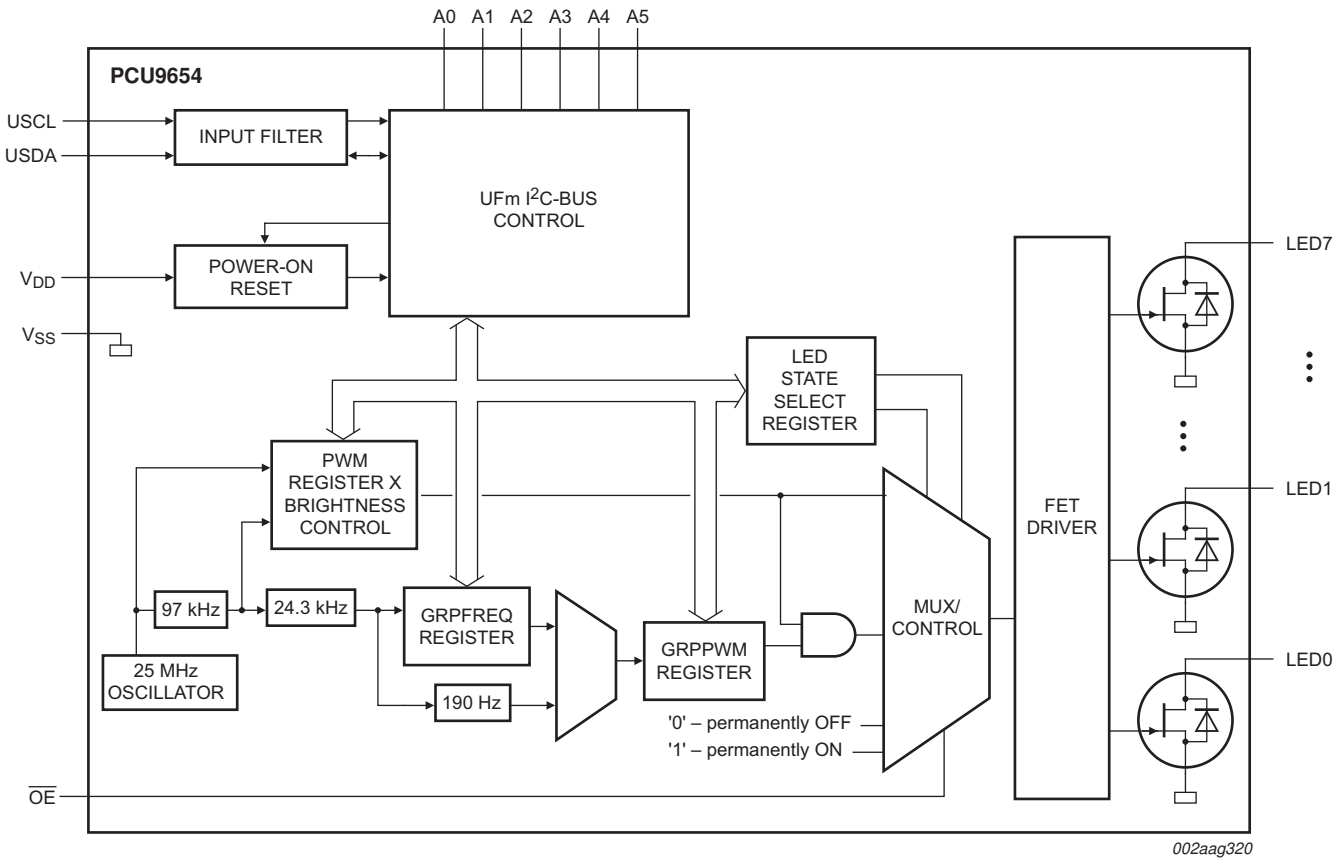 A0 A1 A2 A3 A4 A5
PCU9654
USCL
USDA
INPUT FILTER
UFm I²C-BUS
CONTROL
VDD
POWER-ON
RESET
VSS
LED
STATE
SELECT
REGISTER
PWM
REGISTER X
BRIGHTNESS
CONTROL
97 kHz
24.3 kHz
25 MHz
OSCILLATOR
GRPFREQ
REGISTER
190 Hz
GRPPWM
REGISTER
'0' – permanently OFF
'1' – permanently ON
MUX/
CONTROL
FET
DRIVER
LED7
LED1
LED0
OE
002aag320